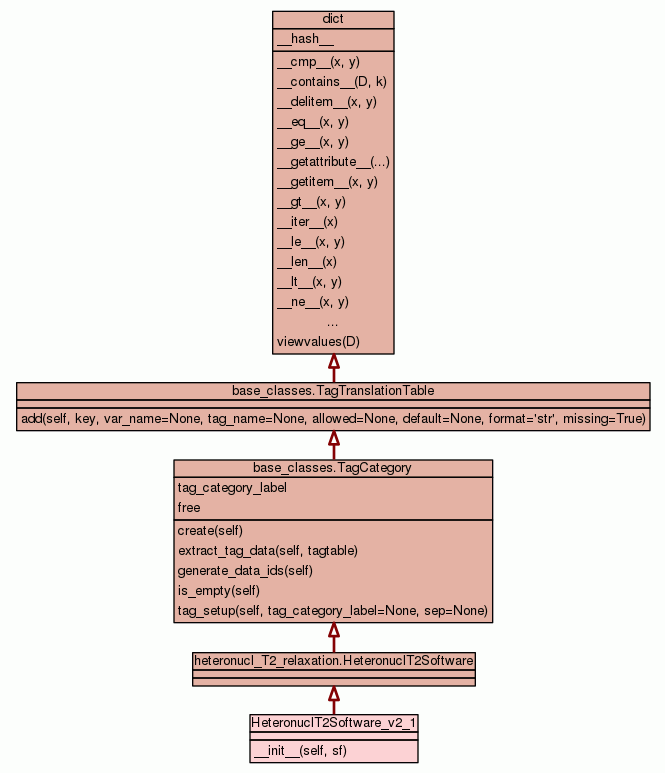 dict
__hash__
__cmp__(x, y)
__contains__(D, k)
__delitem__(x, y)
__eq__(x, y)
__ge__(x, y)
__getattribute__(...)
__getitem__(x, y)
__gt__(x, y)
__iter__(x)
__le__(x, y)
__len__(x)
__lt__(x, y)
__ne__(x, y)
...
viewvalues(D)
base_classes.TagTranslationTable
add(self, key, var_name=None, tag_name=None, allowed=None, default=None, format='str', missing=True)
base_classes.TagCategory
tag_category_label
free
create(self)
extract_tag_data(self, tagtable)
generate_data_ids(self)
is_empty(self)
tag_setup(self, tag_category_label=None, sep=None)
heteronucl_T2_relaxation.HeteronuclT2Software
HeteronuclT2Software_v2_1
__init__(self, sf)